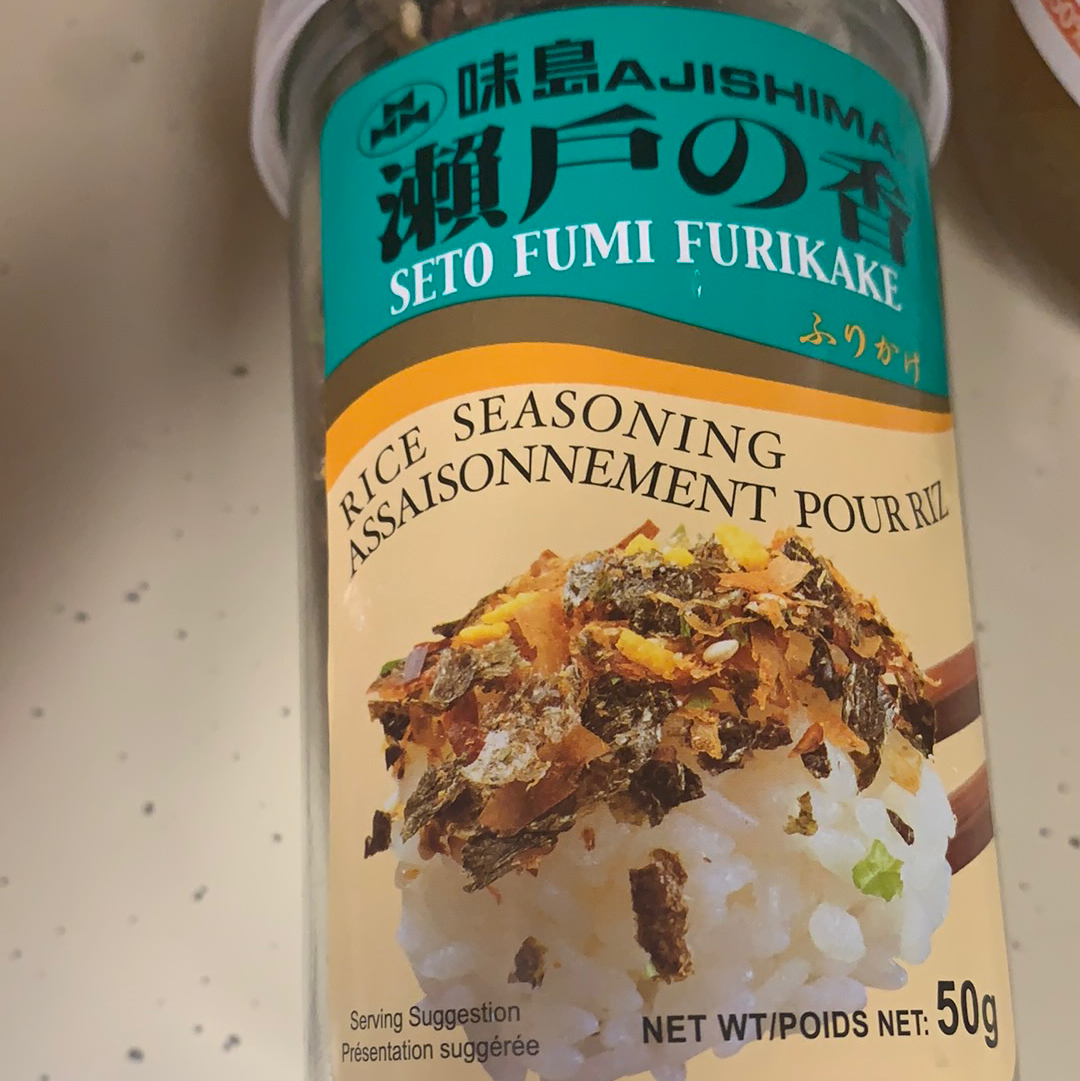 味島AJISHIMA
瀬戸の香
SETO FUMI FURIKAKE
ふりかけ
RICE SEASONING
ASSAISONNEMENT POUR RIZ
Serving Suggestion
Présentation suggérée
NET WT/POIDS NET: 50g